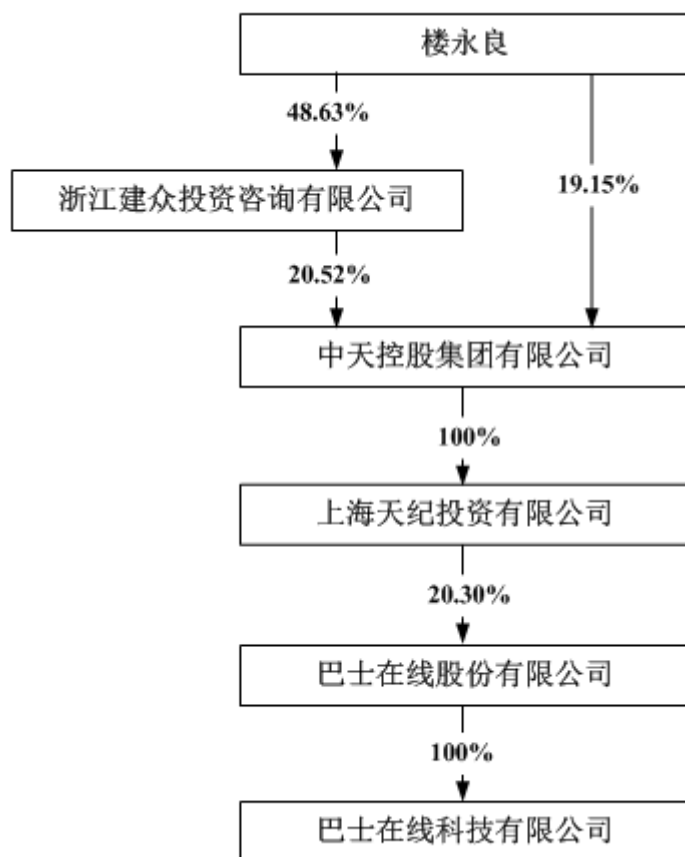 楼永良
48.63%
19.15%
浙江建众投资咨询有限公司
20.52%
中天控股集团有限公司
100%
上海天纪投资有限公司
20.30%
巴士在线股份有限公司
100%
巴士在线科技有限公司